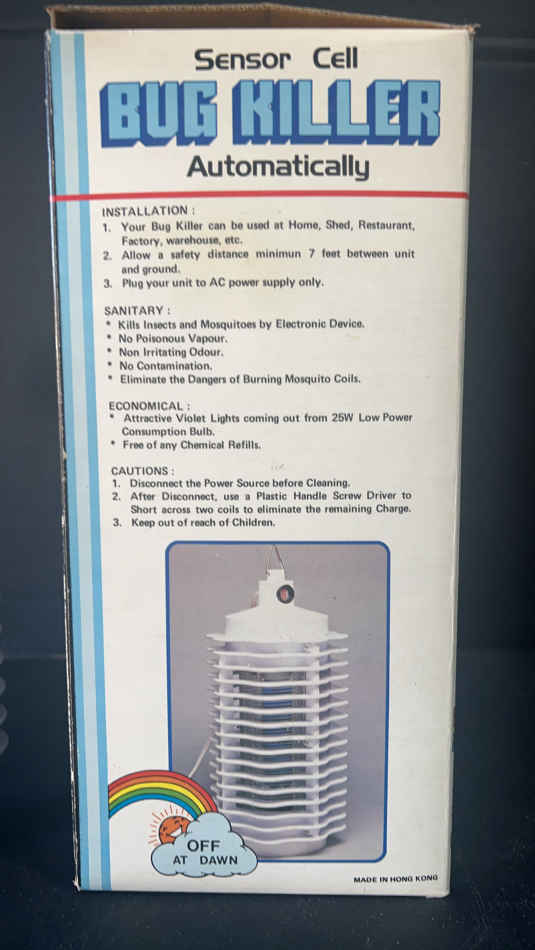 Sensor Cell
BUG KILLER
Automatically
INSTALLATION :
1. Your Bug Killer can be used at Home, Shed, Restaurant,
Factory, warehouse, etc.
2. Allow a safety distance minimun 7 feet between unit
and ground.
3. Plug your unit to AC power supply only.
SANITARY :
* Kills Insects and Mosquitoes by Electronic Device.
* No Poisonous Vapour.
* Non Irritating Odour.
* No Contamination.
* Eliminate the Dangers of Burning Mosquito Coils.
ECONOMICAL :
* Attractive Violet Lights coming out from 25W Low Power
Consumption Bulb.
* Free of any Chemical Refills.
CAUTIONS :
1. Disconnect the Power Source before Cleaning.
2. After Disconnect, use a Plastic Handle Screw Driver to
Short across two coils to eliminate the remaining Charge.
3. Keep out of reach of Children.
OFF
AT DAWN
MADE IN HONG KONG